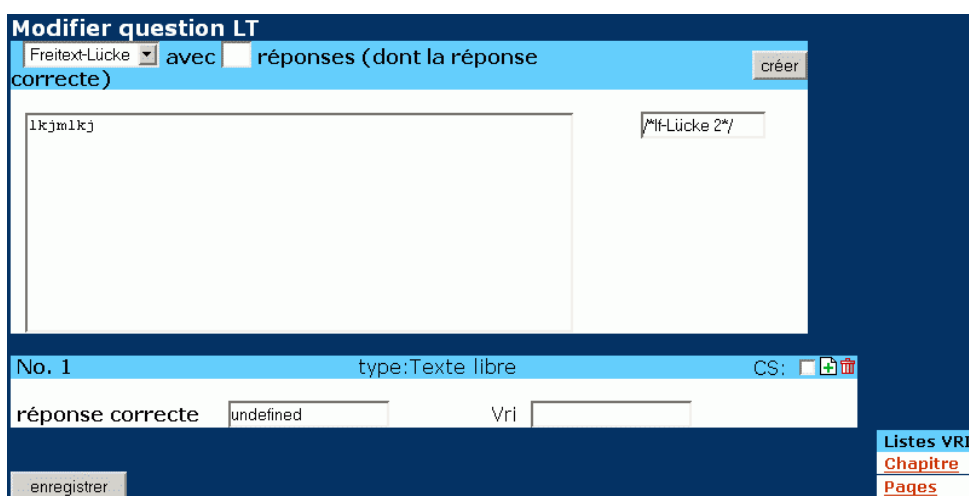 Modifier question LT
Freitext-Lücke avec réponses (dont la réponse
correcte)
créer
lkjmlkj
/*lf-Lücke 2*/
No. 1 type:Texte libre CS:
réponse correcte undefined Vri
Listes VRI
Chapitre
enregistrer
Pages